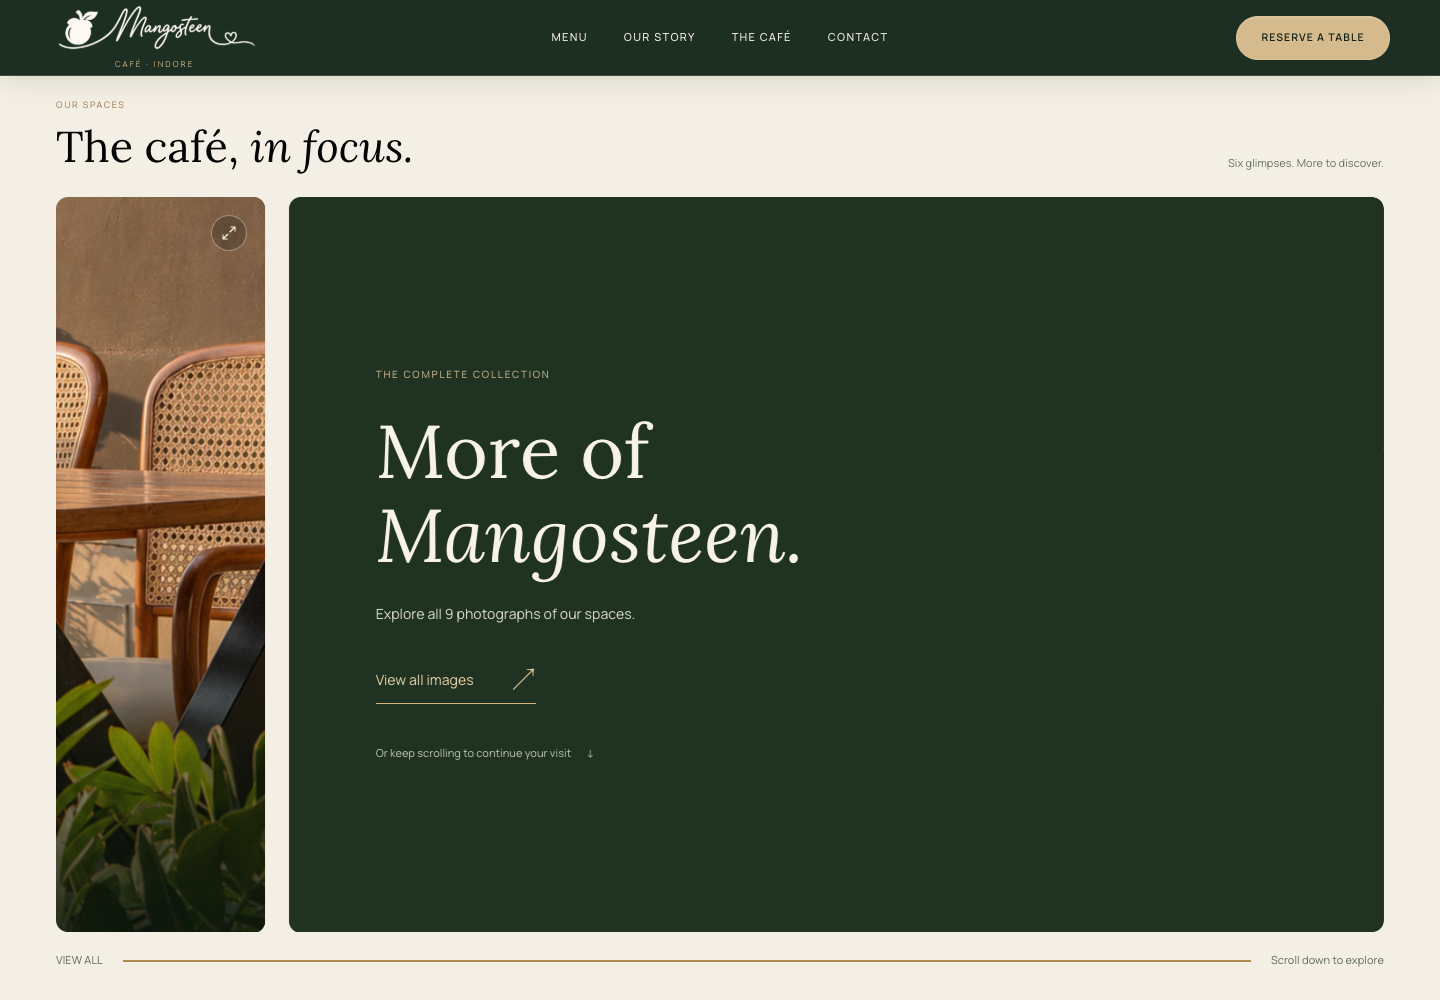 Mangosteen
CAFÉ · INDORE
MENU
OUR STORY
THE CAFÉ
CONTACT
RESERVE A TABLE
OUR SPACES
The café, in focus.
Six glimpses. More to discover.
THE COMPLETE COLLECTION
More of
Mangosteen.
Explore all 9 photographs of our spaces.
View all images
Or keep scrolling to continue your visit ↓
VIEW ALL
Scroll down to explore